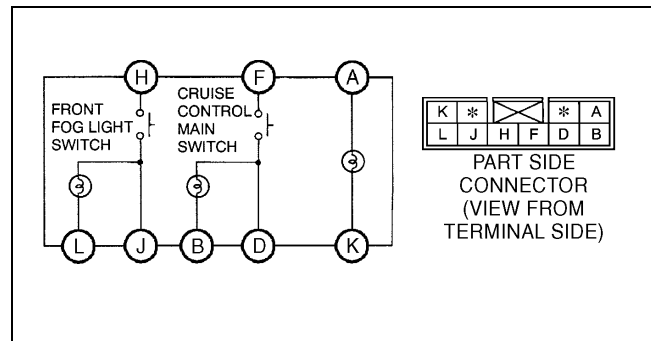 H F A
FRONT
FOG LIGHT
SWITCH
CRUISE
CONTROL
MAIN
SWITCH
L J B D K
K * * A
L J H F D B
PART SIDE
CONNECTOR
(VIEW FROM
TERMINAL SIDE)